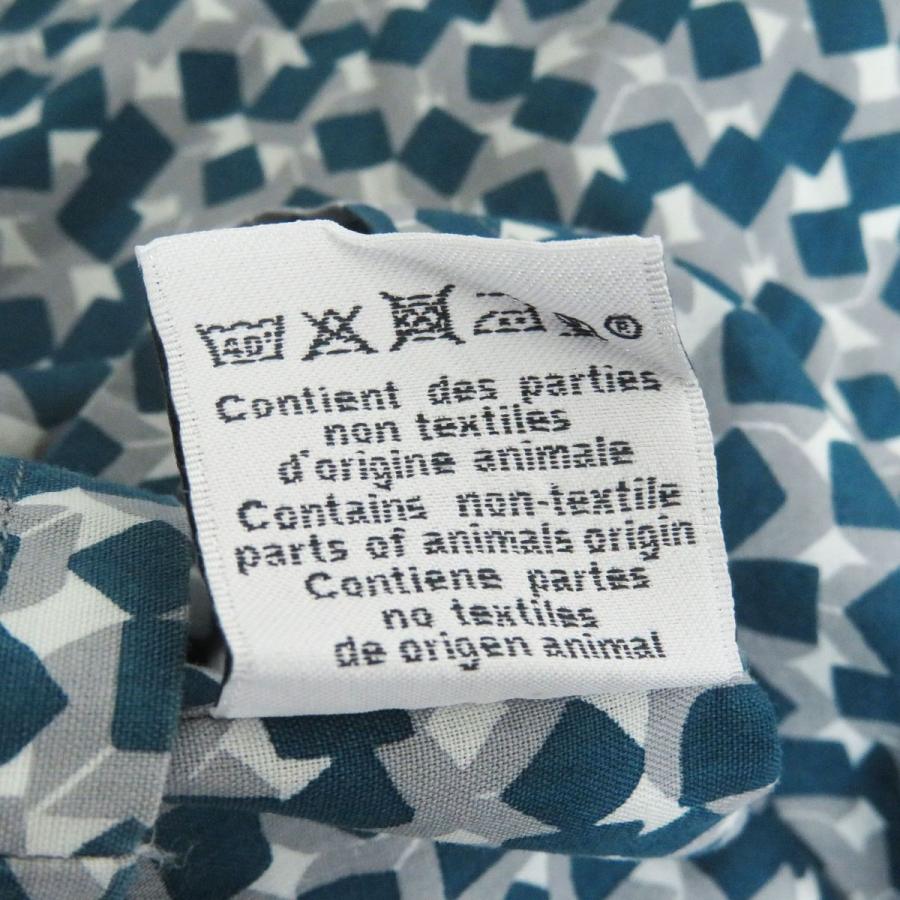 40° ®
Contient des parties
non textiles
d'origine animale
Contains non-textile
parts of animals origin
Contiene partes
no textiles
de origen animal